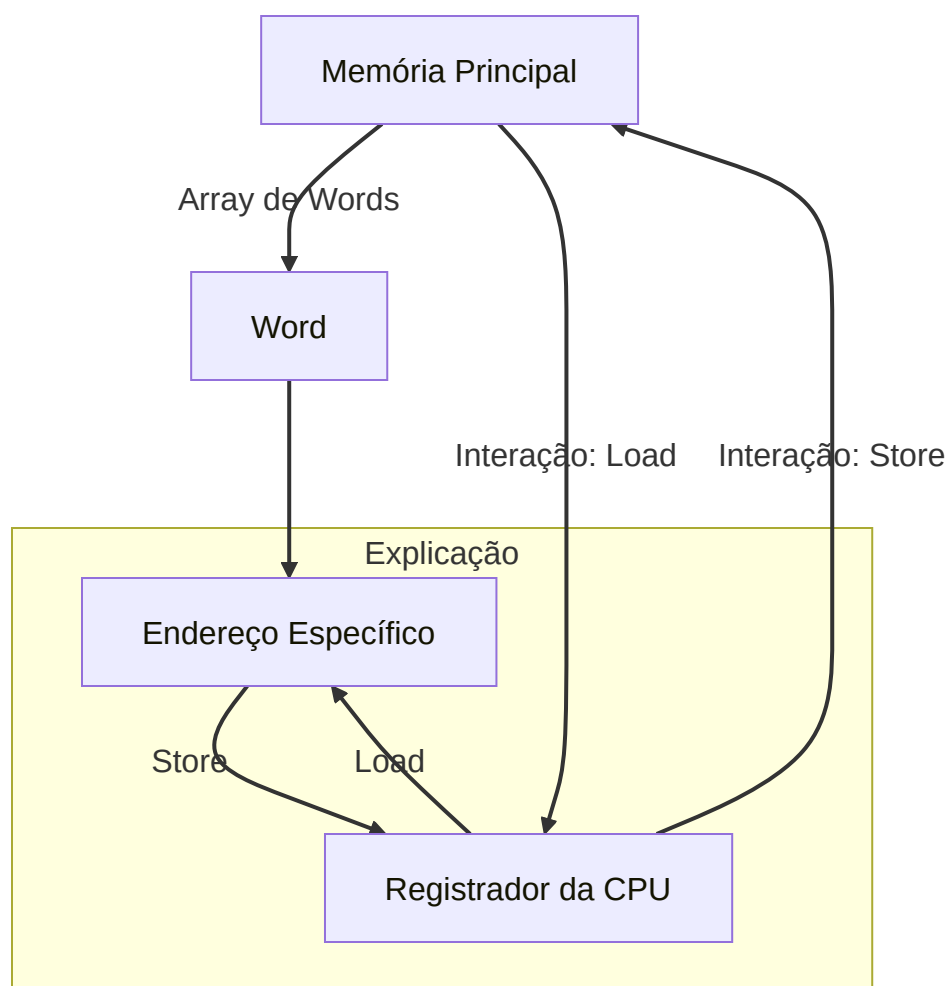 Memória Principal
Array de Words
Word
Interação: Load
Interação: Store
Explicação
Endereço Específico
Store
Load
Registrador da CPU